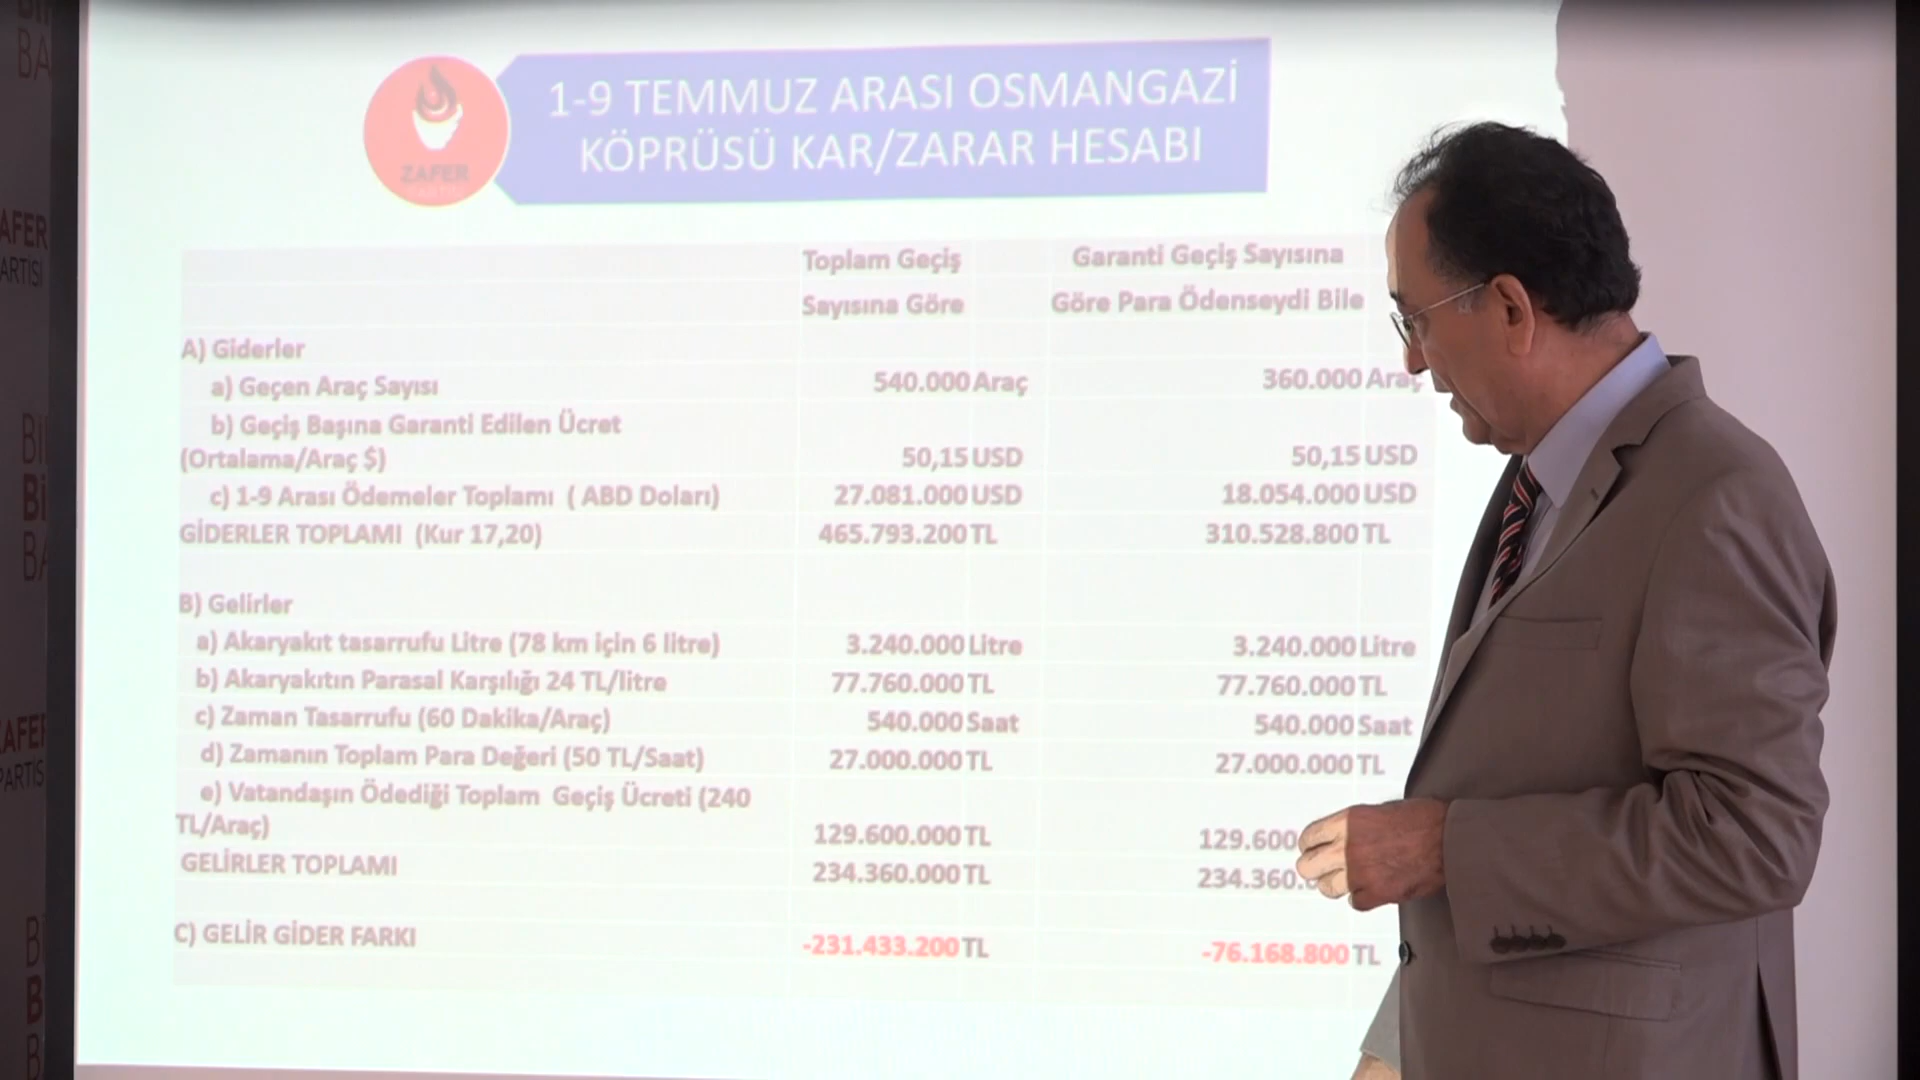 ZAFER
1-9 TEMMUZ ARASI OSMANGAZİ
KÖPRÜSÜ KAR/ZARAR HESABI
Toplam Geçiş Garanti Geçiş Sayısına
Sayısına Göre Göre Para Ödenseydi Bile
A) Giderler
a) Geçen Araç Sayısı 540.000 Araç 360.000 Araç
b) Geçiş Başına Garanti Edilen Ücret
(Ortalama/Araç $) 50,15 USD 50,15 USD
c) 1-9 Arası Ödemeler Toplamı ( ABD Doları) 27.081.000 USD 18.054.000 USD
GİDERLER TOPLAMI (Kur 17,20) 465.793.200 TL 310.528.800 TL
B) Gelirler
a) Akaryakıt tasarrufu Litre (78 km için 6 litre) 3.240.000 Litre 3.240.000 Litre
b) Akaryakıtın Parasal Karşılığı 24 TL/litre 77.760.000 TL 77.760.000 TL
c) Zaman Tasarrufu (60 Dakika/Araç) 540.000 Saat 540.000 Saat
d) Zamanın Toplam Para Değeri (50 TL/Saat) 27.000.000 TL 27.000.000 TL
e) Vatandaşın Ödediği Toplam Geçiş Ücreti (240
TL/Araç) 129.600.000 TL 129.600
GELİRLER TOPLAMI 234.360.000 TL 234.360.
C) GELİR GİDER FARKI -231.433.200 TL -76.168.800 TL